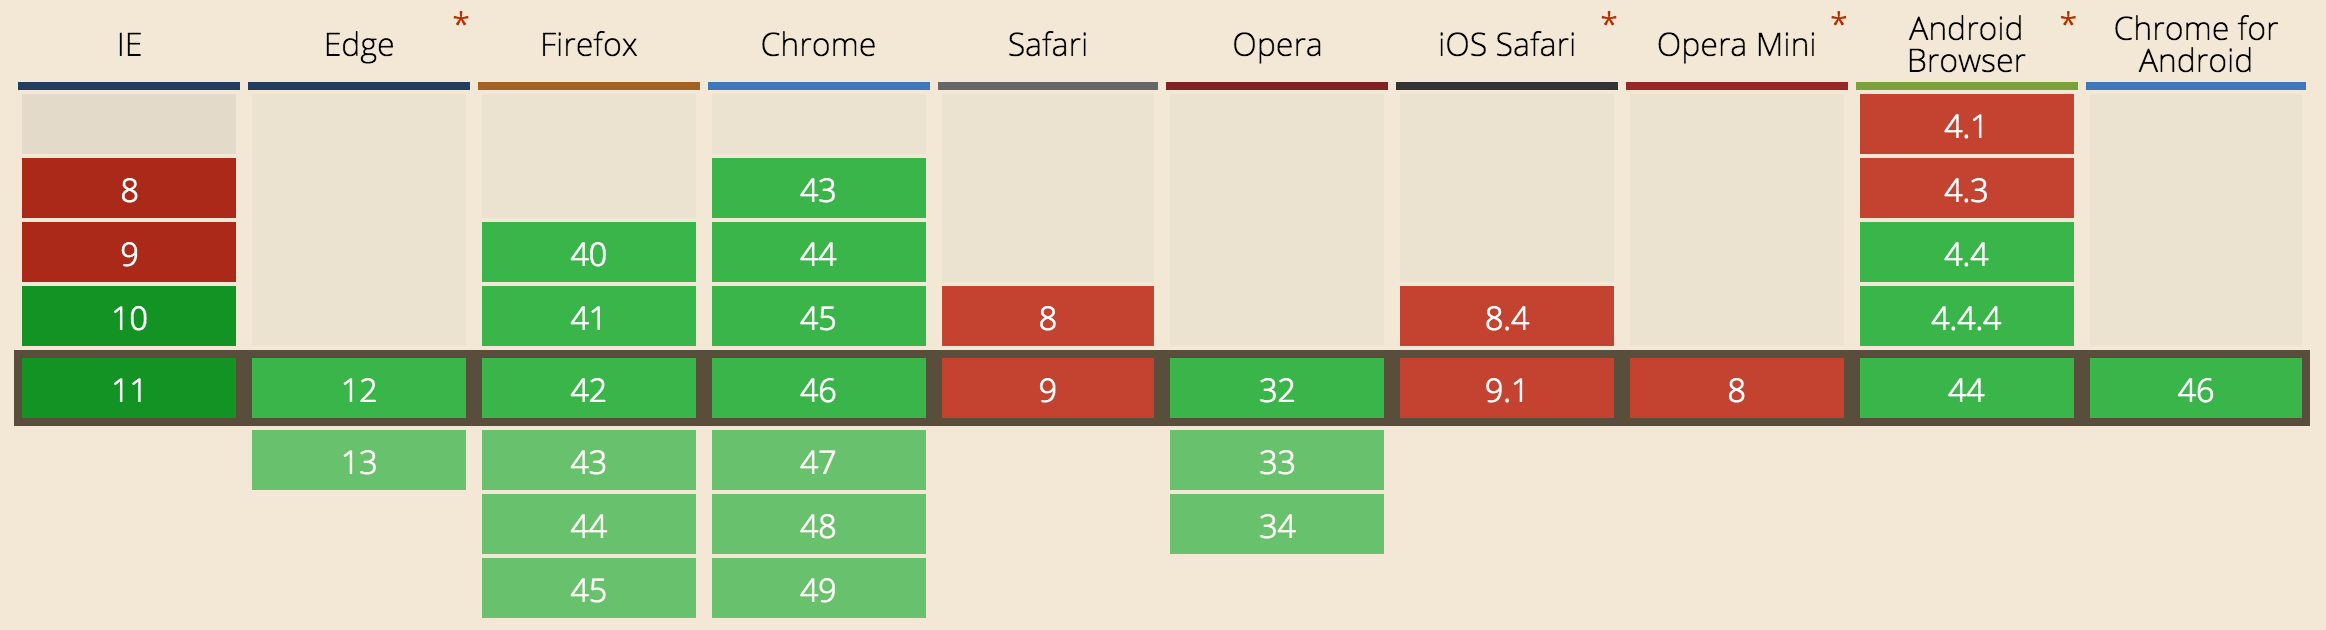 IE Edge * Firefox Chrome Safari Opera iOS Safari * Opera Mini * Android Browser * Chrome for Android
4.1
8 43 4.3
9 40 44 4.4
10 41 45 8 8.4 4.4.4
11 12 42 46 9 32 9.1 8 44 46
13 43 47 33
44 48 34
45 49